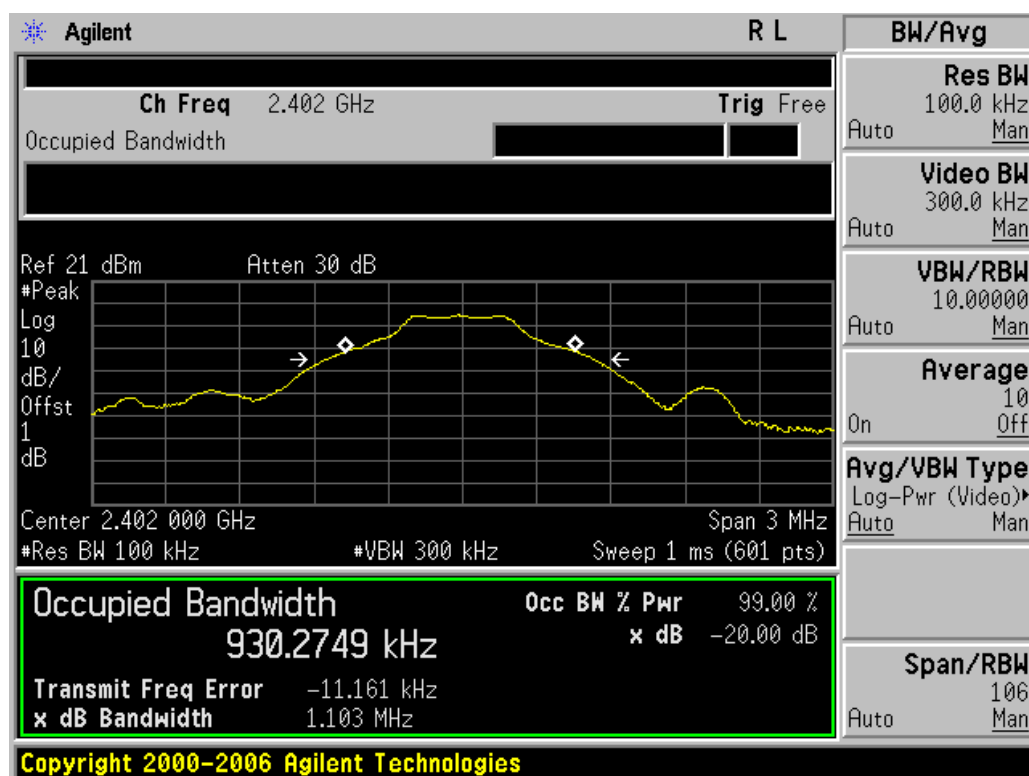 Agilent R L
Ch Freq 2.402 GHz Trig Free
Occupied Bandwidth
Ref 21 dBm Atten 30 dB
#Peak
Log
10
dB/
Offst
1
dB
Center 2.402 000 GHz Span 3 MHz
#Res BW 100 kHz #VBW 300 kHz Sweep 1 ms (601 pts)
Occupied Bandwidth
930.2749 kHz
Occ BW % Pwr 99.00 %
x dB -20.00 dB
Transmit Freq Error -11.161 kHz
x dB Bandwidth 1.103 MHz
Copyright 2000-2006 Agilent Technologies
BW/Avg
Res BW
100.0 kHz
Auto Man
Video BW
300.0 kHz
Auto Man
VBW/RBW
10.00000
Auto Man
Average
10
On Off
Avg/VBW Type
Log-Pwr (Video)
Auto Man
Span/RBW
106
Auto Man